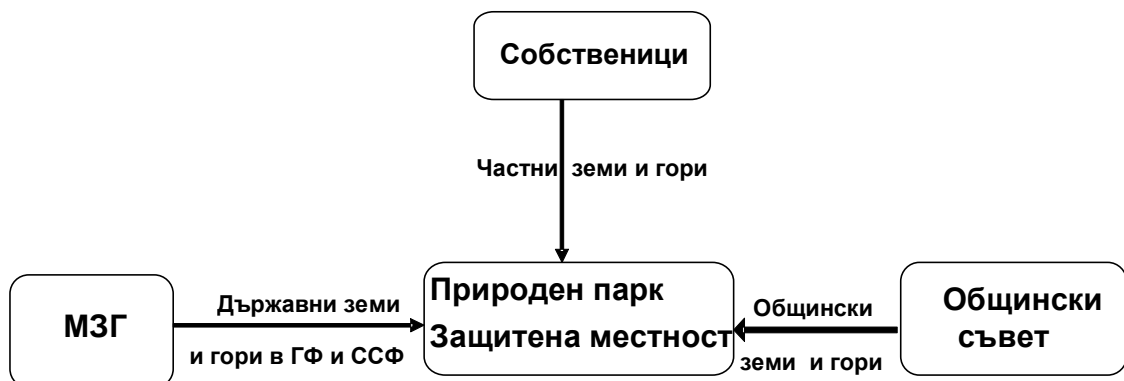 Собственици
Частни земи и гори
МЗГ
Държавни земи
и гори в ГФ и ССФ
Природен парк
Защитена местност
Общински
земи и гори
Общински
съвет